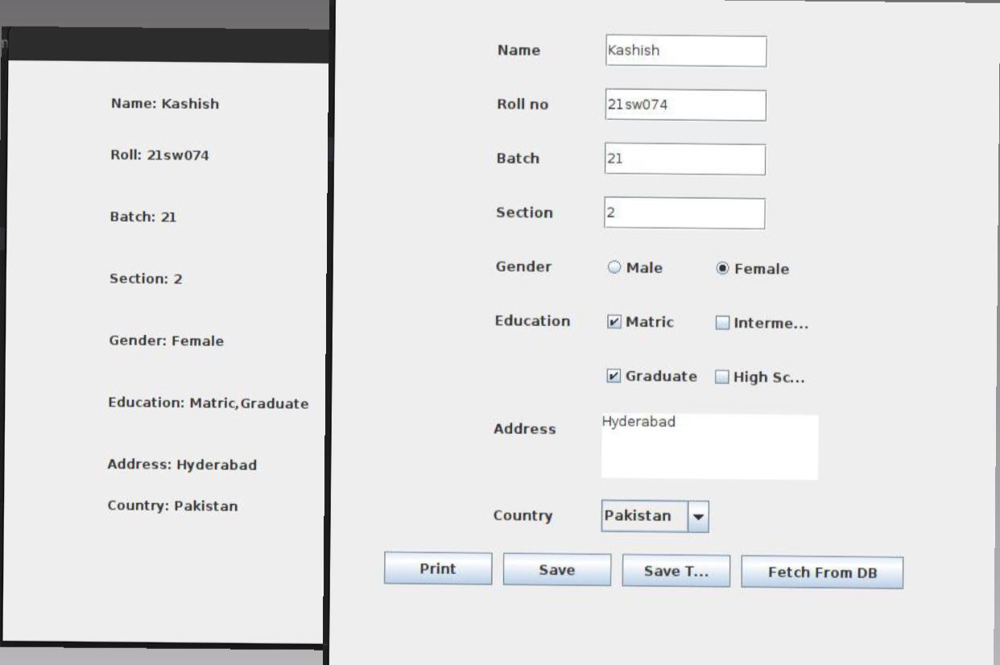 n
Name: Kashish
Roll: 21sw074
Batch: 21
Section: 2
Gender: Female
Education: Matric,Graduate
Address: Hyderabad
Country: Pakistan
Name Kashish
Roll no 21sw074
Batch 21
Section 2
Gender Male Female
Education Matric Interme...
Graduate High Sc...
Address Hyderabad
Country Pakistan
Print Save Save T... Fetch From DB